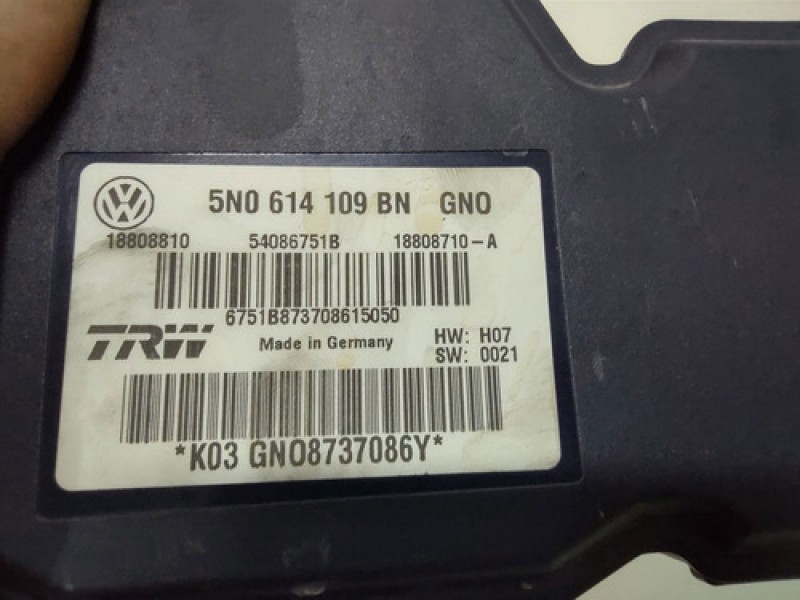 5N0 614 109 BN GNO
18808810 54086751B 18808710-A
6751B873708615050
TRW Made in Germany HW: H07
SW: 0021
*K03 GNO8737086Y*